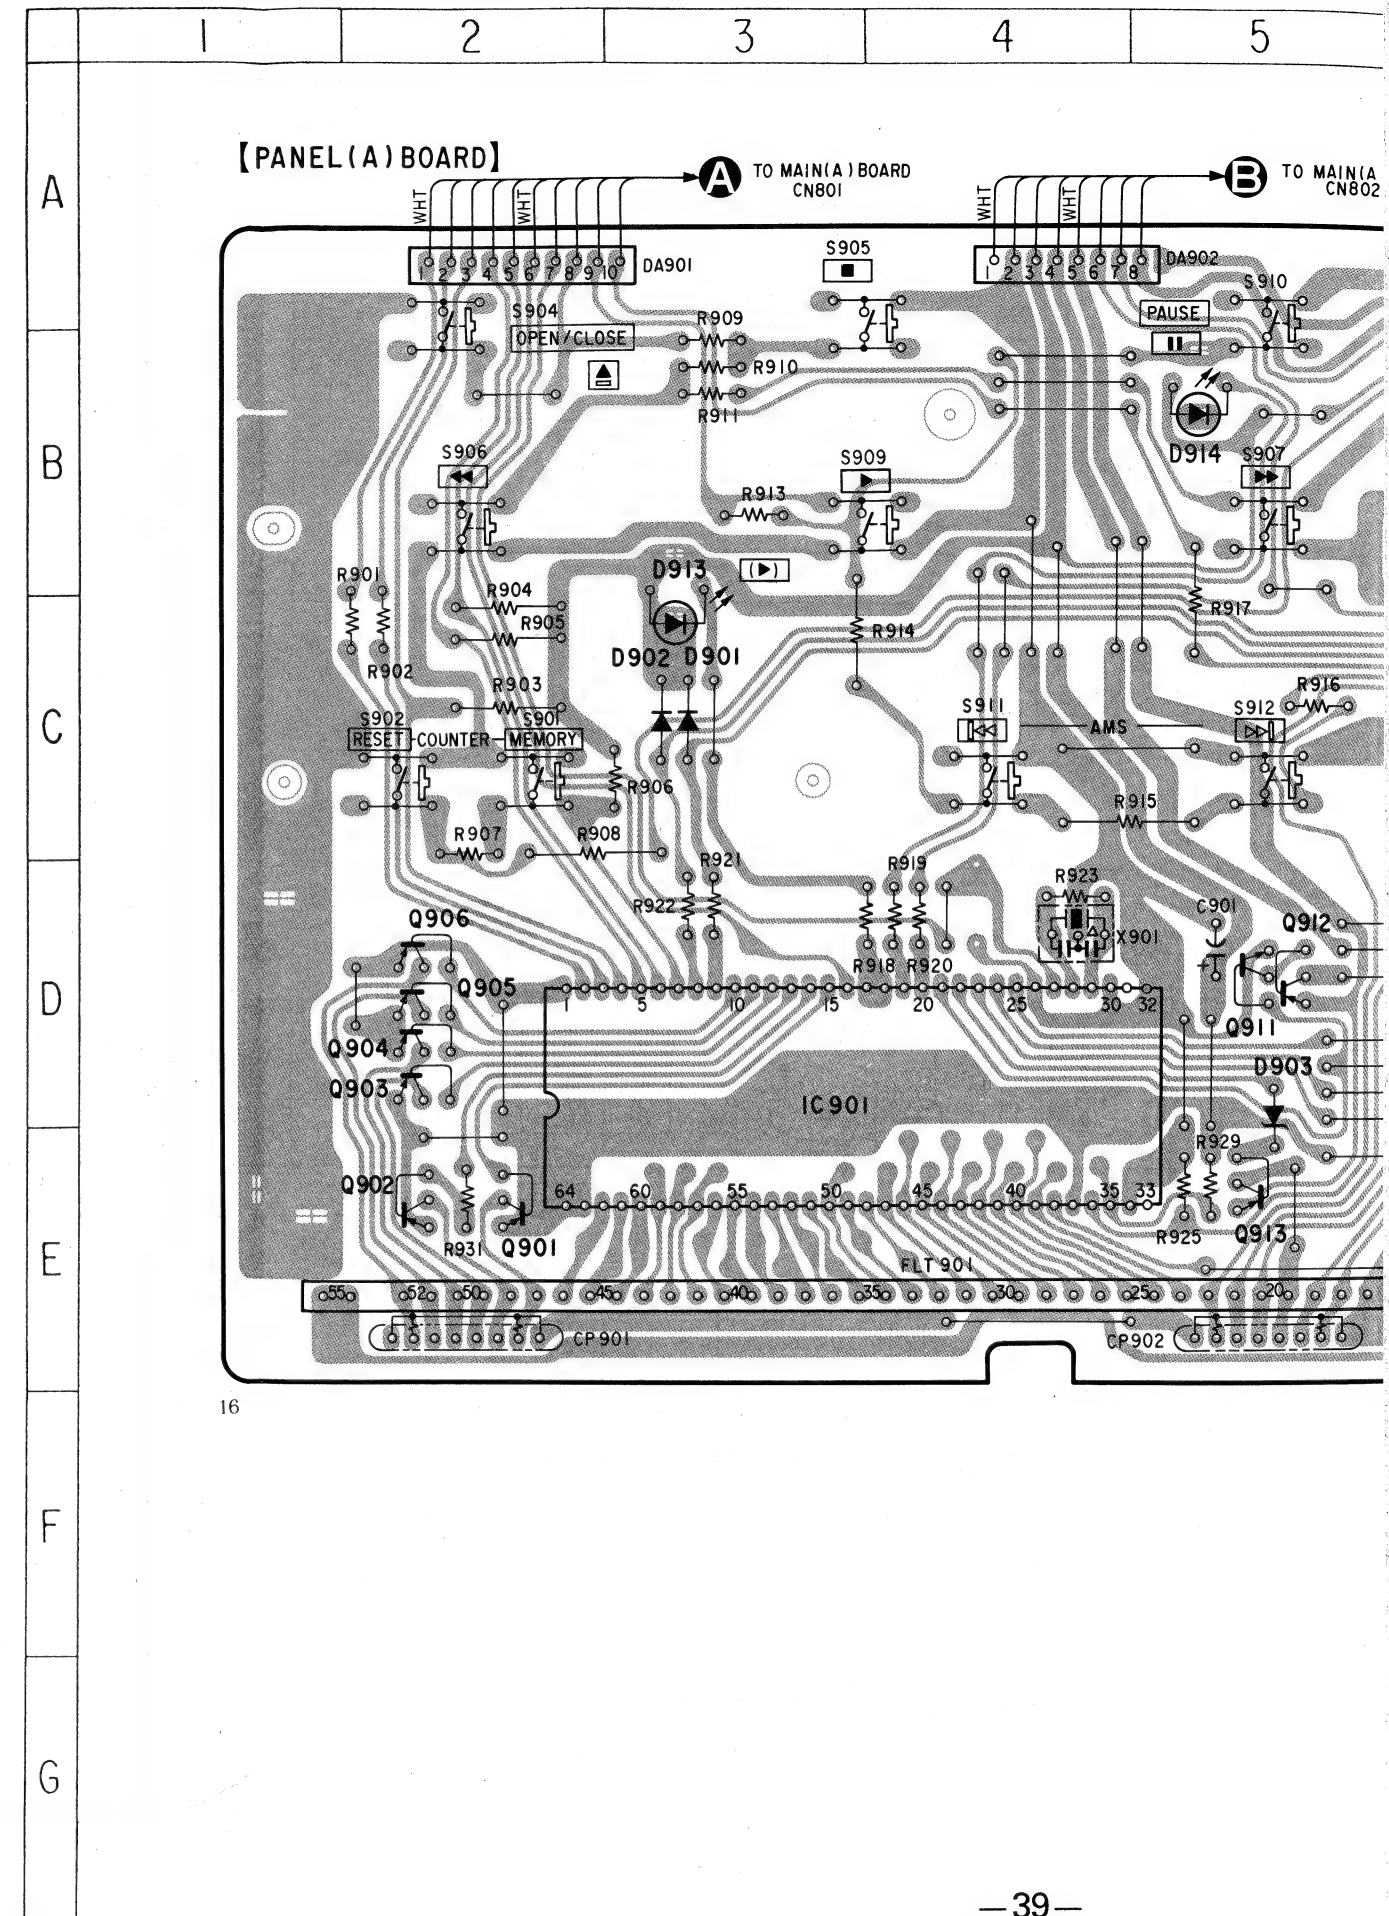 1 2 3 4 5
A
B
C
D
E
F
G
【PANEL(A)BOARD】
A TO MAIN(A)BOARD
CN801
B TO MAIN(A
CN802
WHT WHT WHT WHT
1 2 3 4 5 6 7 8 9 10 DA901
1 2 3 4 5 6 7 8 DA902
S905
S904
OPEN/CLOSE
S910
PAUSE
R909
R910
R911
D914
S906
S909
S907
R913
D913
R901
R904
R905
R902
R903
D902 D901
R914
R917
R916
S902
RESET
COUNTER
S901
MEMORY
S911
AMS
S912
R906
R915
R907
R908
R921
R922
R919
R923
C901
X901
R918 R920
Q912
Q906
Q905
Q904
Q903
Q911
D903
1 5 10 15 20 25 30 32
IC901
R929
Q902
64 60 55 50 45 40 35 33
R931
Q901
R925
Q913
FLT901
55 52 50 45 40 35 30 25 20
CP901
CP902
16
—39—